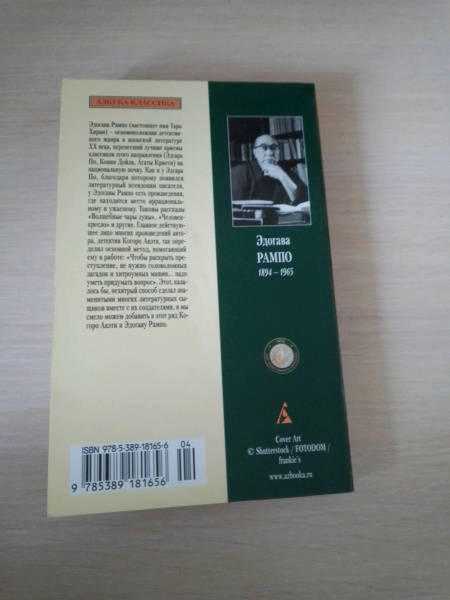 АЗБУКА КЛАССИКА
Эдогава Рампо (настоящее имя Таро
Хираи) – основоположник детектив-
ного жанра в японской литературе
XX века, перенесший лучшие приемы
классиков этого направления (Эдгара
По, Конан Дойла, Агаты Кристи) на
национальную почву. Как и у Эдгара
По, благодаря которому появился
литературный псевдоним писателя,
у Эдогавы Рампо есть произведения,
где находится место иррациональ-
ному и ужасному. Таковы рассказы
«Волшебные чары луны», «Человек-
кресло» и другие. Главное действую-
щее лицо многих произведений авто-
ра, детектив Когоро Акэти, так опре-
делил основной метод, помогающий
ему в работе: «Чтобы раскрыть пре-
ступление, не нужно головоломных
загадок и хитроумных машин... надо
уметь придумать вопрос». Этот, каза-
лось бы, нехитрый способ сделал зна-
менитыми многих литературных сы-
щиков вместе с их создателями, и мы
смело можем добавить в этот ряд Ко-
горо Акэти и Эдогаву Рампо.
Эдогава
РАМПО
1894 – 1965
Cover Art
© Shutterstock / FOTODOM /
frankie's
www.azbooka.ru
ISBN 978-5-389-18165-6
04
9 785389 181656